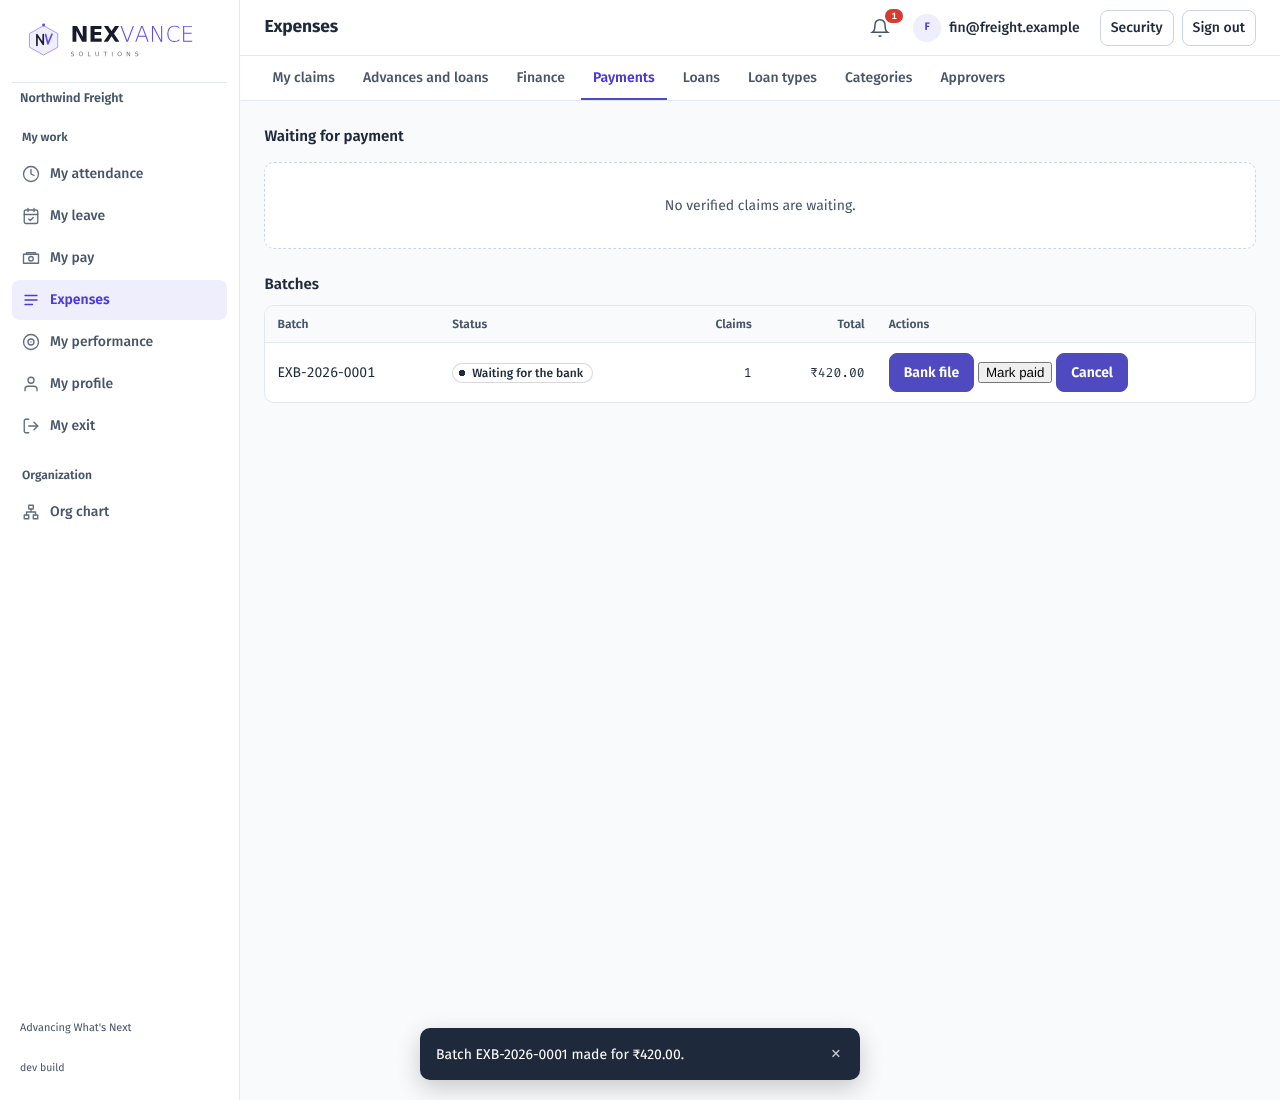 NV NEXVANCE
SOLUTIONS
Northwind Freight
My work
My attendance
My leave
My pay
Expenses
My performance
My profile
My exit
Organization
Org chart
Advancing What's Next
dev build
Expenses
1
F fin@freight.example
Security
Sign out
My claims Advances and loans Finance Payments Loans Loan types Categories Approvers
Waiting for payment
No verified claims are waiting.
Batches
Batch Status Claims Total Actions
EXB-2026-0001 Waiting for the bank 1 ₹420.00 Bank file Mark paid Cancel
Batch EXB-2026-0001 made for ₹420.00. ×